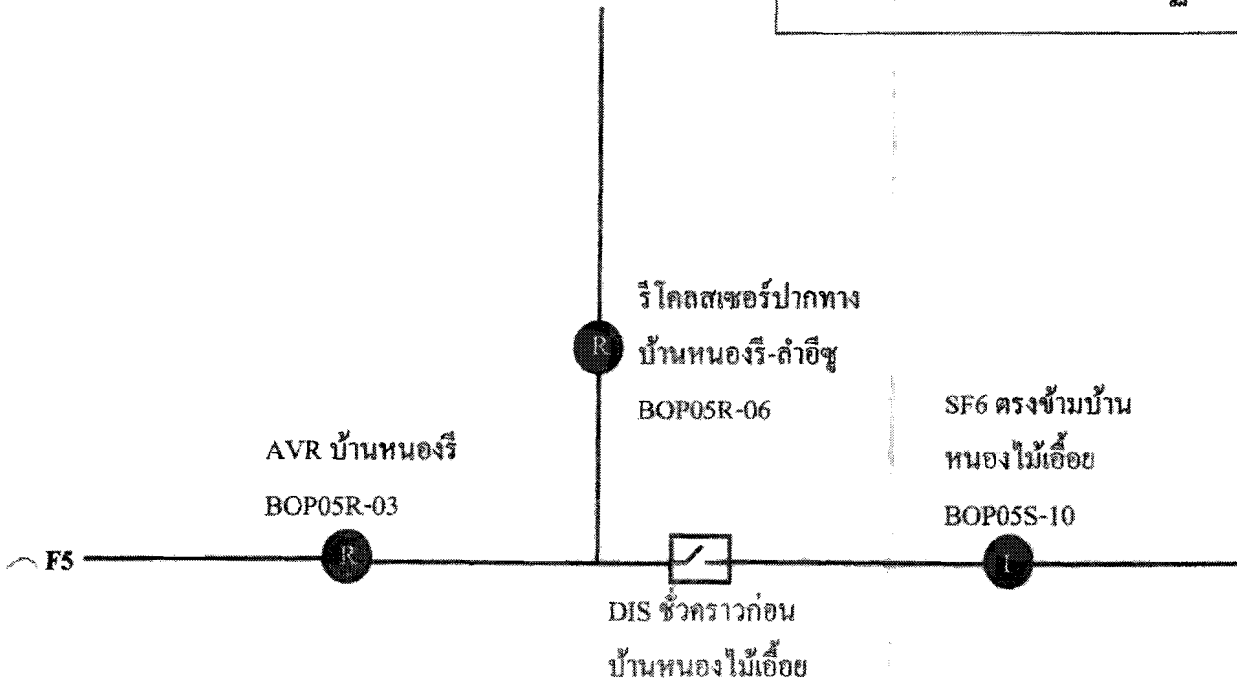 รีโคลสเซอร์ปากทาง
บ้านหนองรี-ลำอีซู
BOP05R-06
R
SF6 ตรงข้ามบ้าน
หนองไม้เอื้อย
BOP05S-10
AVR บ้านหนองรี
BOP05R-03
F5
R
L
DIS ชั่วคราวก่อน
บ้านหนองไม้เอื้อย